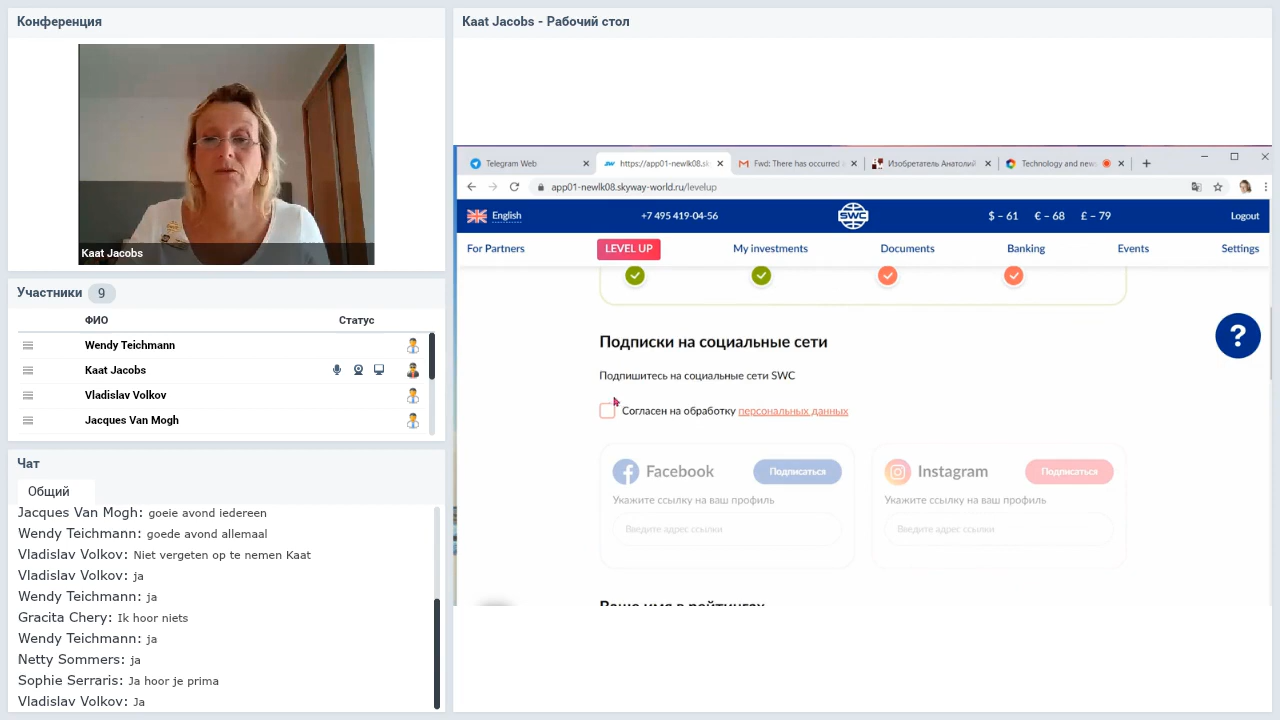 Конференция
Kaat Jacobs
Участники 9
ФИО Статус
Wendy Teichmann
Kaat Jacobs
Vladislav Volkov
Jacques Van Mogh
Чат
Общий
Jacques Van Mogh: goeie avond iedereen
Wendy Teichmann: goede avond allemaal
Vladislav Volkov: Niet vergeten op te nemen Kaat
Vladislav Volkov: ja
Wendy Teichmann: ja
Gracita Chery: Ik hoor niets
Wendy Teichmann: ja
Netty Sommers: ja
Sophie Serraris: Ja hoor je prima
Vladislav Volkov: Ja
Kaat Jacobs - Рабочий стол
Telegram Web
https://app01-newlk08.sk
Fwd: There has occurred
Изобретатель Анатолий
Technology and new
app01-newlk08.skyway-world.ru/levelup
English +7 495 419-04-56 SWC $ – 61 € – 68 £ – 79 Logout
For Partners LEVEL UP My investments Documents Banking Events Settings
Подписки на социальные сети
Подпишитесь на социальные сети SWC
Согласен на обработку персональных данных
Facebook Подписаться
Укажите ссылку на ваш профиль
Введите адрес ссылки
Instagram Подписаться
Укажите ссылку на ваш профиль
Введите адрес ссылки
Ваше имя в рейтингах
?